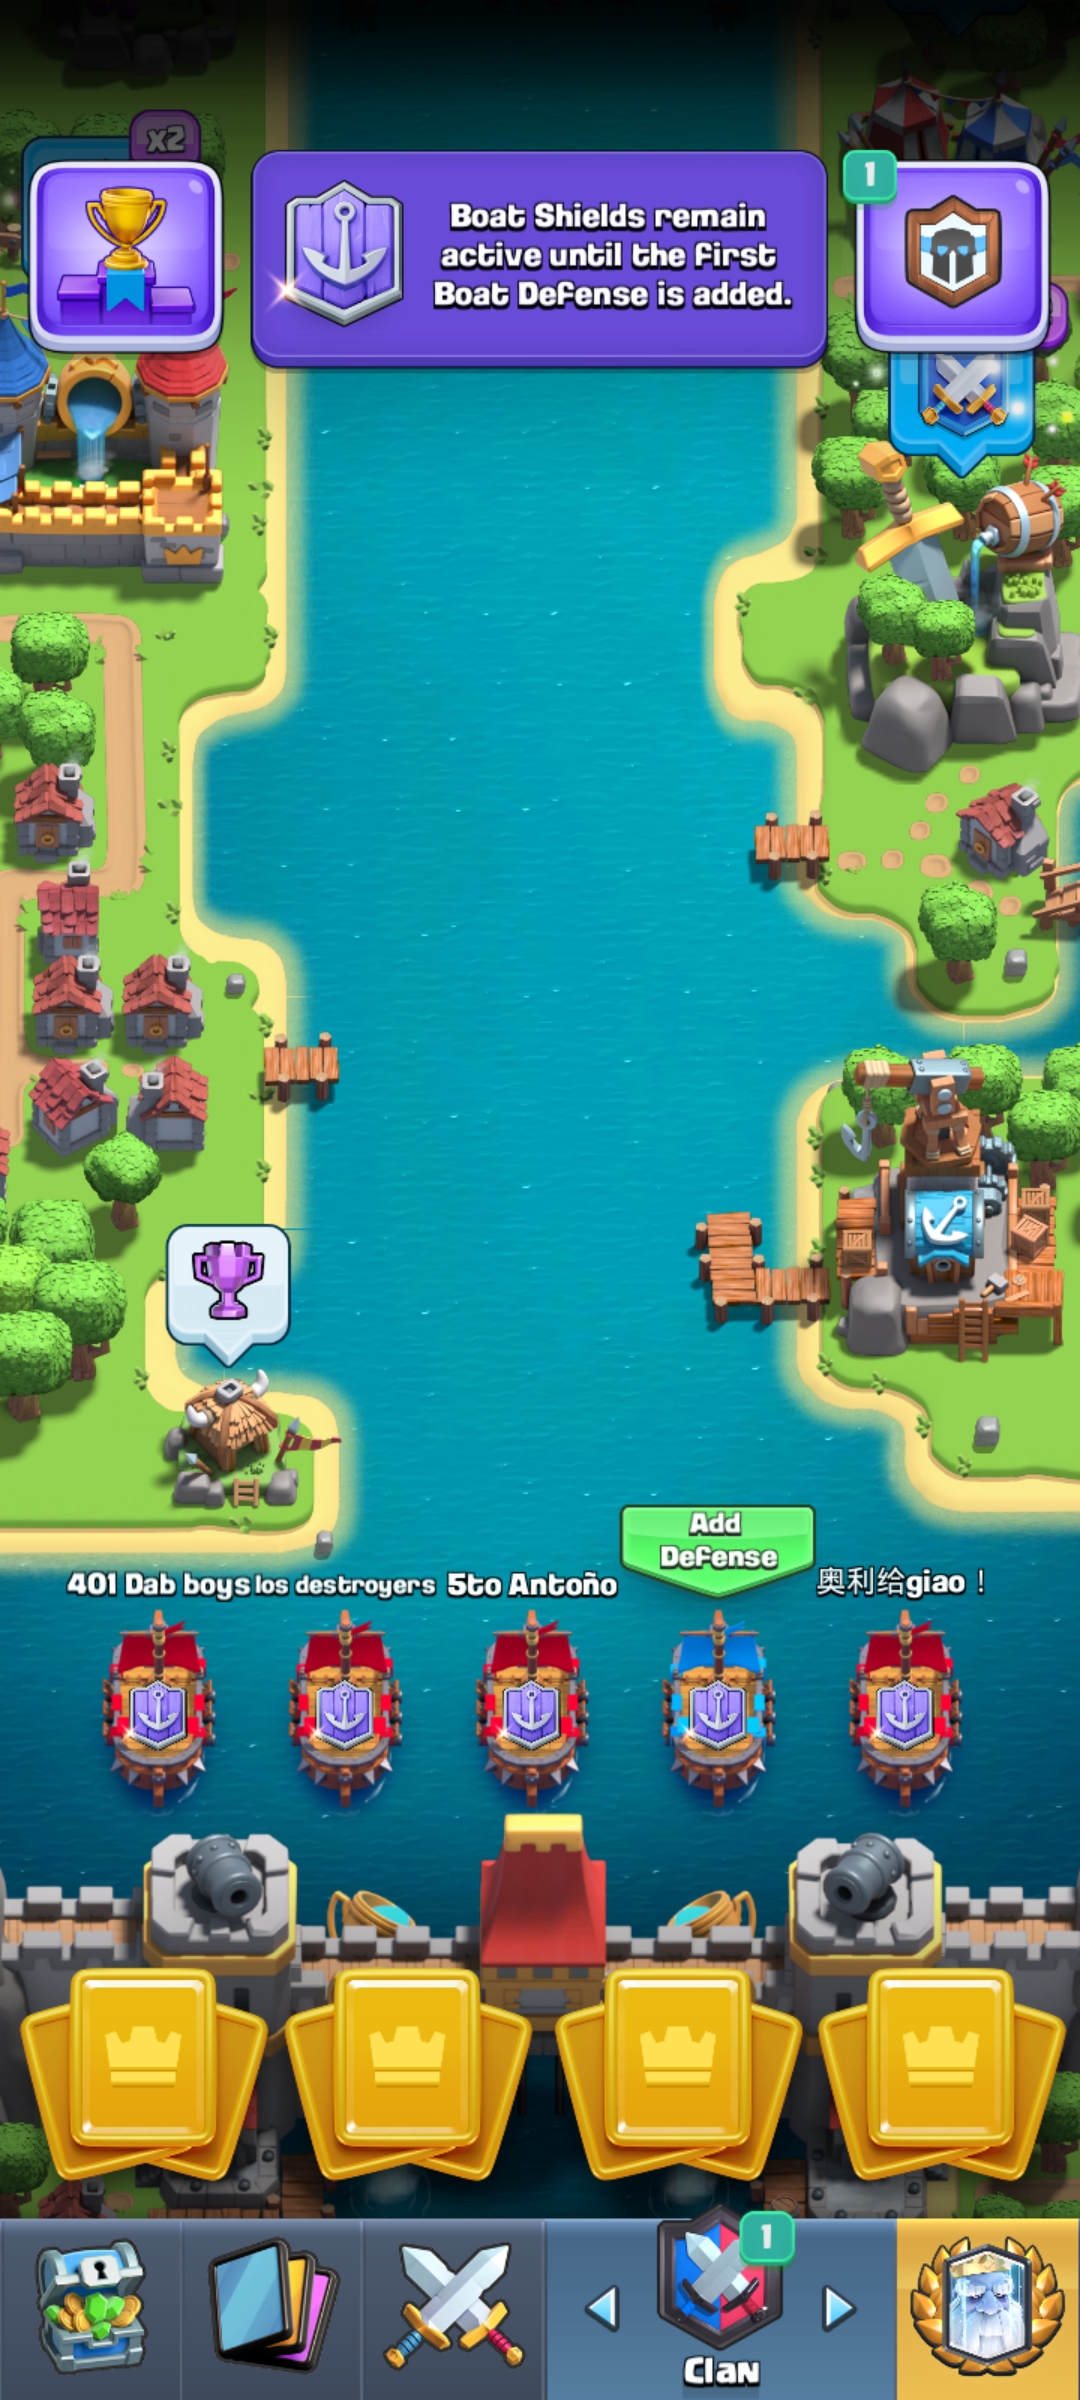 x2
1
Boat Shields remain
active until the first
Boat Defense is added.
Add
Defense
401 Dab boys los destroyers 5to Antoño 奥利给giao！
1
Clan